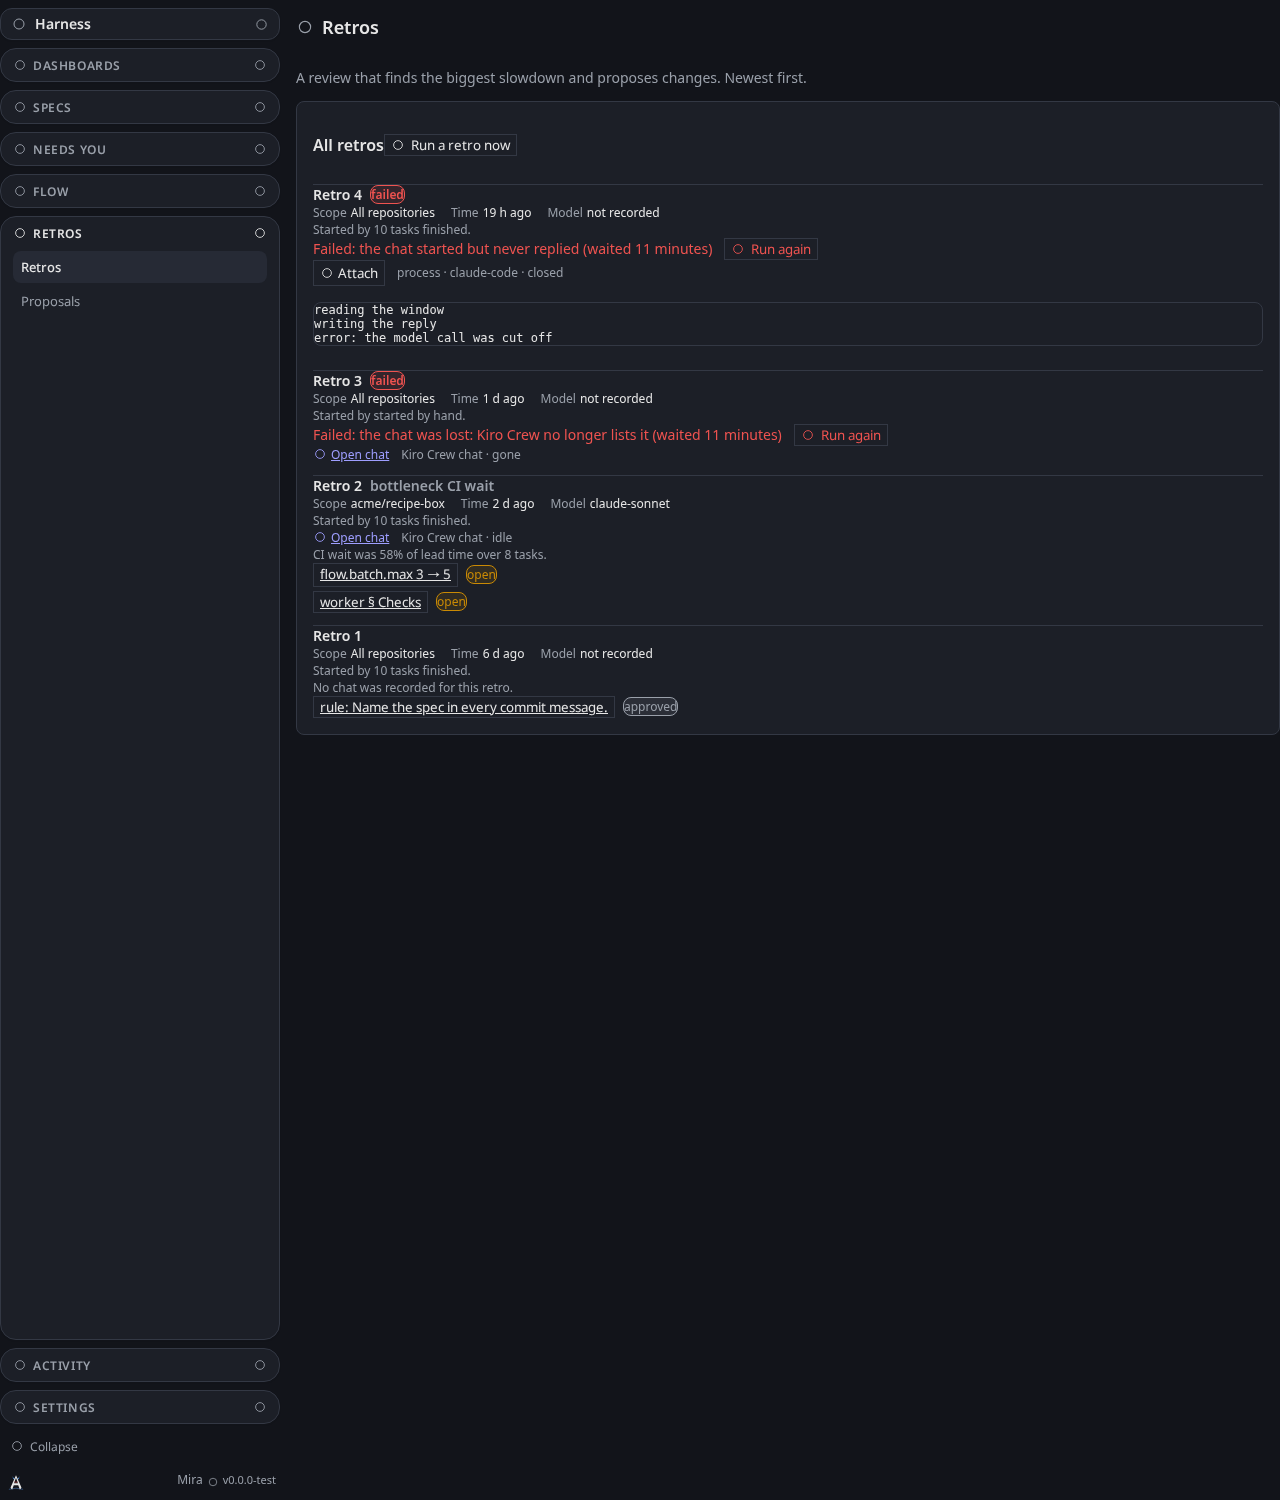 Harness
DASHBOARDS
SPECS
NEEDS YOU
FLOW
RETROS
Retros
Proposals
ACTIVITY
SETTINGS
Collapse
Mira v0.0.0-test
Retros
A review that finds the biggest slowdown and proposes changes. Newest first.
All retros Run a retro now
Retro 4 failed
Scope All repositories Time 19 h ago Model not recorded
Started by 10 tasks finished.
Failed: the chat started but never replied (waited 11 minutes) Run again
Attach process · claude-code · closed
reading the window
writing the reply
error: the model call was cut off
Retro 3 failed
Scope All repositories Time 1 d ago Model not recorded
Started by started by hand.
Failed: the chat was lost: Kiro Crew no longer lists it (waited 11 minutes) Run again
Open chat Kiro Crew chat · gone
Retro 2 bottleneck CI wait
Scope acme/recipe-box Time 2 d ago Model claude-sonnet
Started by 10 tasks finished.
Open chat Kiro Crew chat · idle
CI wait was 58% of lead time over 8 tasks.
flow.batch.max 3 → 5 open
worker § Checks open
Retro 1
Scope All repositories Time 6 d ago Model not recorded
Started by 10 tasks finished.
No chat was recorded for this retro.
rule: Name the spec in every commit message. approved